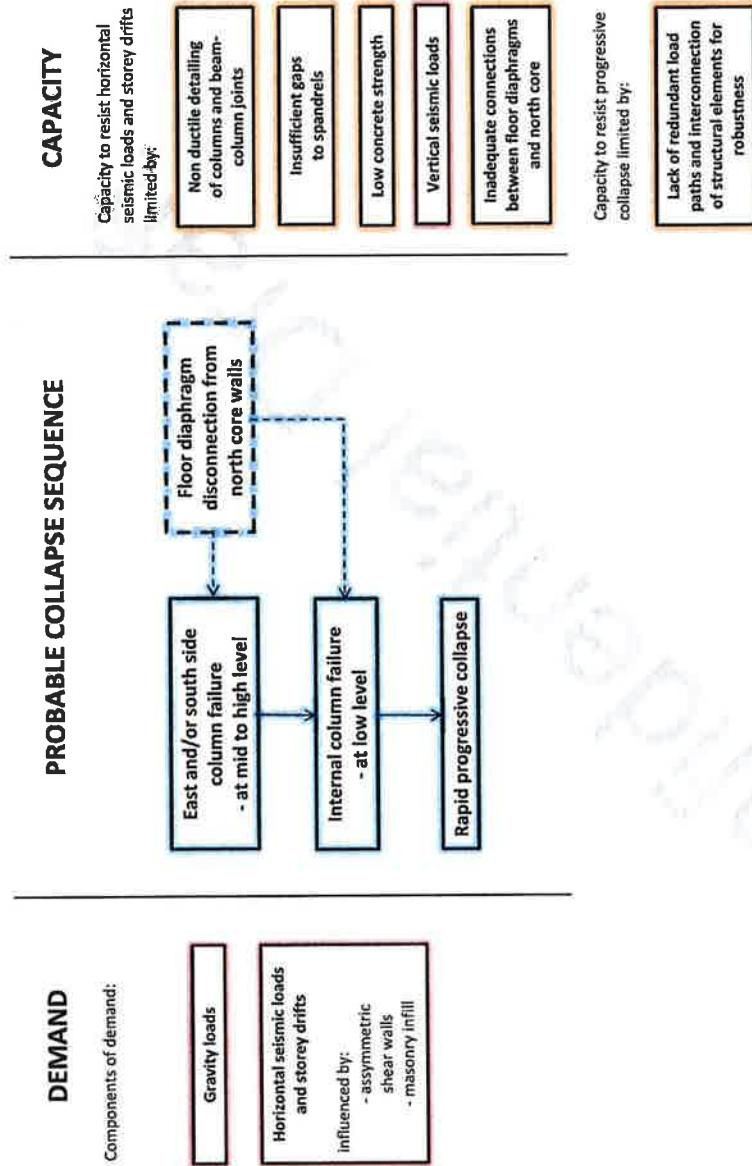 DEMAND
Components of demand:
Gravity loads
Horizontal seismic loads
and storey drifts
influenced by:
- assymmetric
shear walls
- masonry infill
PROBABLE COLLAPSE SEQUENCE
East and/or south side
column failure
- at mid to high level
Floor diaphragm
disconnection from
north core walls
Internal column failure
- at low level
Rapid progressive collapse
CAPACITY
Capacity to resist horizontal
seismic loads and storey drifts
limited by:
Non ductile detailing
of columns and beam-
column joints
Insufficient gaps
to spandrels
Low concrete strength
Vertical seismic loads
Inadequate connections
between floor diaphragms
and north core
Capacity to resist progressive
collapse limited by:
Lack of redundant load
paths and interconnection
of structural elements for
robustness